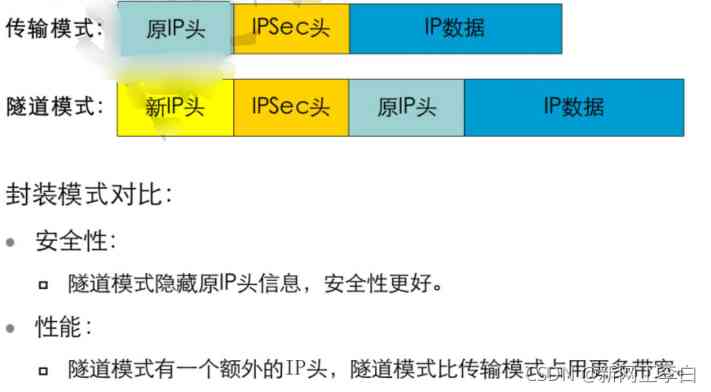 传输模式： 原IP头 IPSec头 IP数据
隧道模式： 新IP头 IPSec头 原IP头 IP数据
封装模式对比：
安全性：
隧道模式隐藏原IP头信息，安全性更好。
性能：
隧道模式有一个额外的IP头，隧道模式比传输模式占用更多带宽。
CSDN @新网工李白